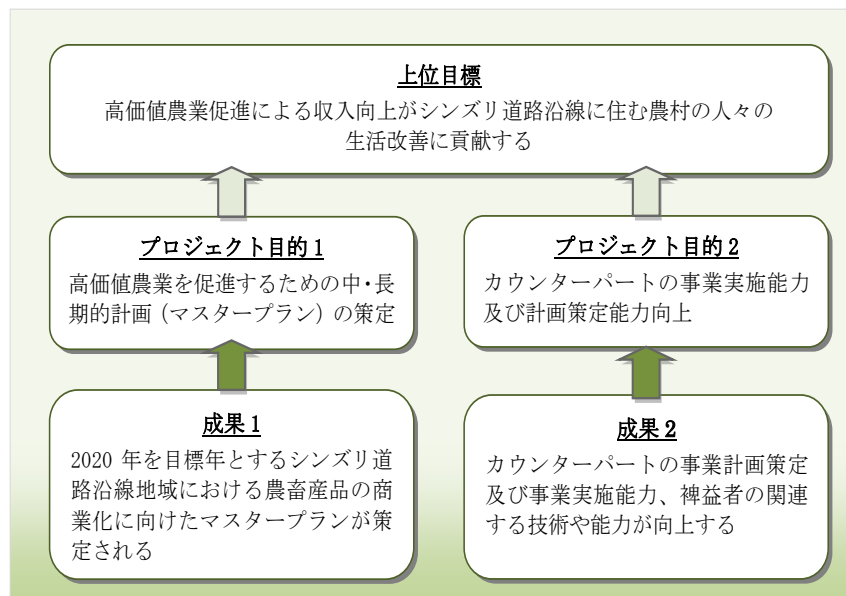 上位目標
高価値農業促進による収入向上がシンズリ道路沿線に住む農村の人々の
生活改善に貢献する
プロジェクト目的 1
高価値農業を促進するための中・長
期的計画（マスタープラン）の策定
プロジェクト目的 2
カウンターパートの事業実施能力
及び計画策定能力向上
成果 1
2020 年を目標年とするシンズリ道
路沿線地域における農畜産品の商
業化に向けたマスタープランが策
定される
成果 2
カウンターパートの事業計画策定
及び事業実施能力、裨益者の関連
する技術や能力が向上する